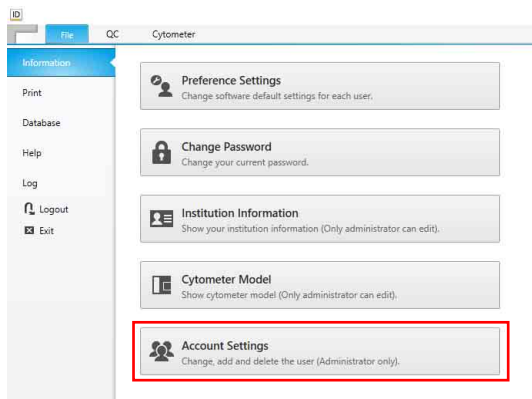 ID
File QC Cytometer
Information
Print
Database
Help
Log
Logout
Exit
Preference Settings
Change software default settings for each user.
Change Password
Change your current password.
Institution Information
Show your institution information (Only administrator can edit).
Cytometer Model
Show cytometer model (Only administrator can edit).
Account Settings
Change, add and delete the user (Administrator only).